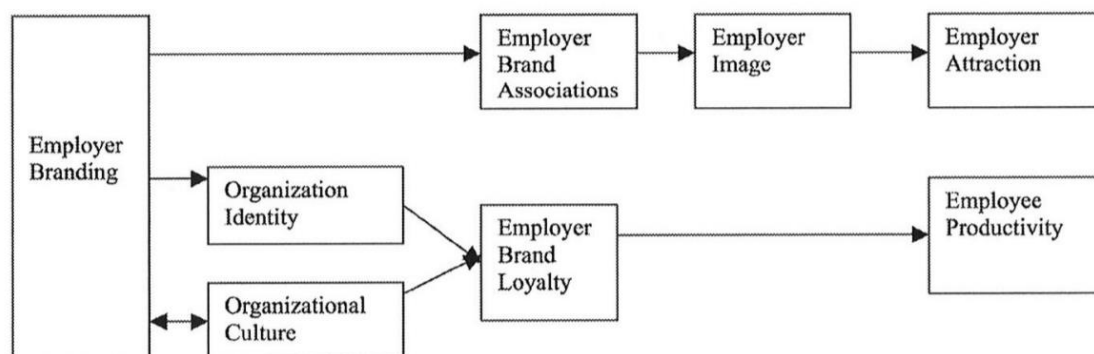 Employer
Branding
Employer
Brand
Associations
Employer
Image
Employer
Attraction
Organization
Identity
Organizational
Culture
Employer
Brand
Loyalty
Employee
Productivity